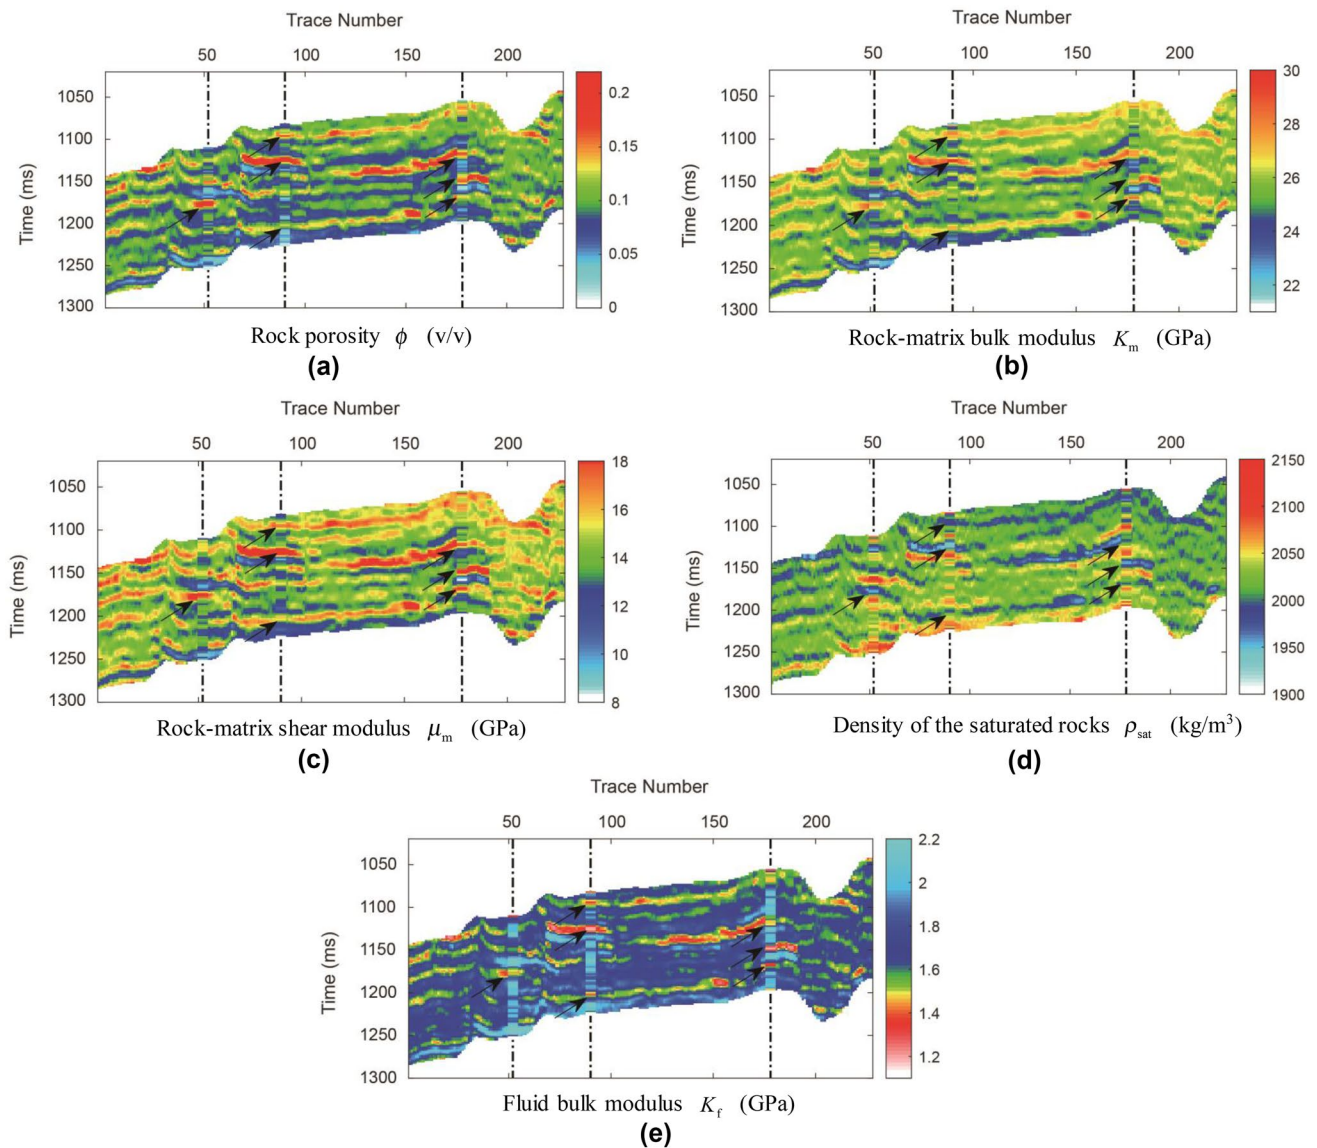 Trace Number
50 100 150 200
Time (ms)
1050
1100
1150
1200
1250
1300
0.2
0.15
0.1
0.05
0
Rock porosity ϕ (v/v)
(a)
Trace Number
50 100 150 200
Time (ms)
1050
1100
1150
1200
1250
1300
30
28
26
24
22
Rock-matrix bulk modulus Km (GPa)
(b)
Trace Number
50 100 150 200
Time (ms)
1050
1100
1150
1200
1250
1300
18
16
14
12
10
8
Rock-matrix shear modulus μm (GPa)
(c)
Trace Number
50 100 150 200
Time (ms)
1050
1100
1150
1200
1250
1300
2150
2100
2050
2000
1950
1900
Density of the saturated rocks ρsat (kg/m³)
(d)
Trace Number
50 100 150 200
Time (ms)
1050
1100
1150
1200
1250
1300
2.2
2
1.8
1.6
1.4
1.2
Fluid bulk modulus Kf (GPa)
(e)